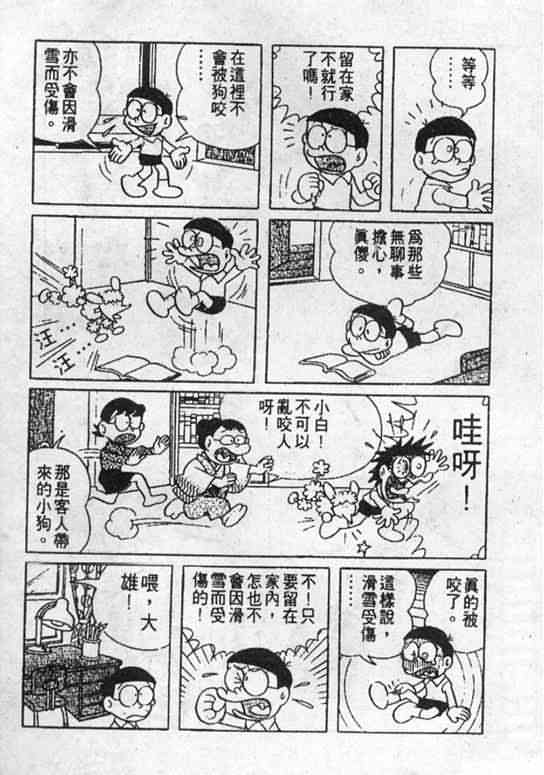 等等
……
留在家
不就行
了嗎！
在這裡不
會被狗咬
……
亦不會因滑
雪而受傷。
為那些
無聊事
擔心，
真傻。
汪…
汪…
哇呀！
小白！
不可以
亂咬人
呀！
那是客人帶
來的小狗。
真的被
咬了。
這樣說，
滑雪受傷
……
不！只
要留在
家內，
怎也不
會因滑
雪而受
傷的！
喂，大
雄！